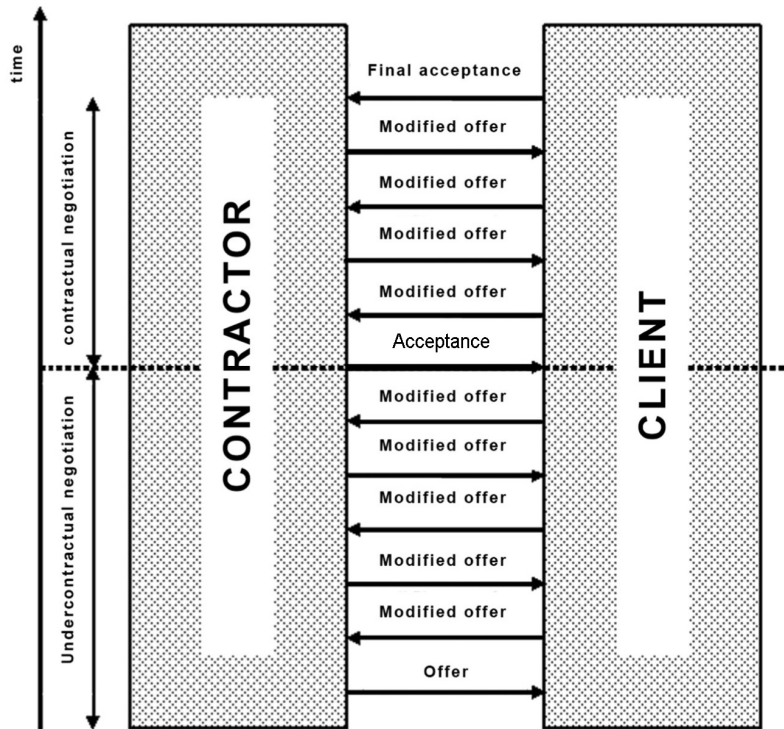 time
contractual negotiation
Undercontractual negotiation
CONTRACTOR
Final acceptance
Modified offer
Modified offer
Modified offer
Modified offer
Acceptance
Modified offer
Modified offer
Modified offer
Modified offer
Modified offer
Offer
CLIENT